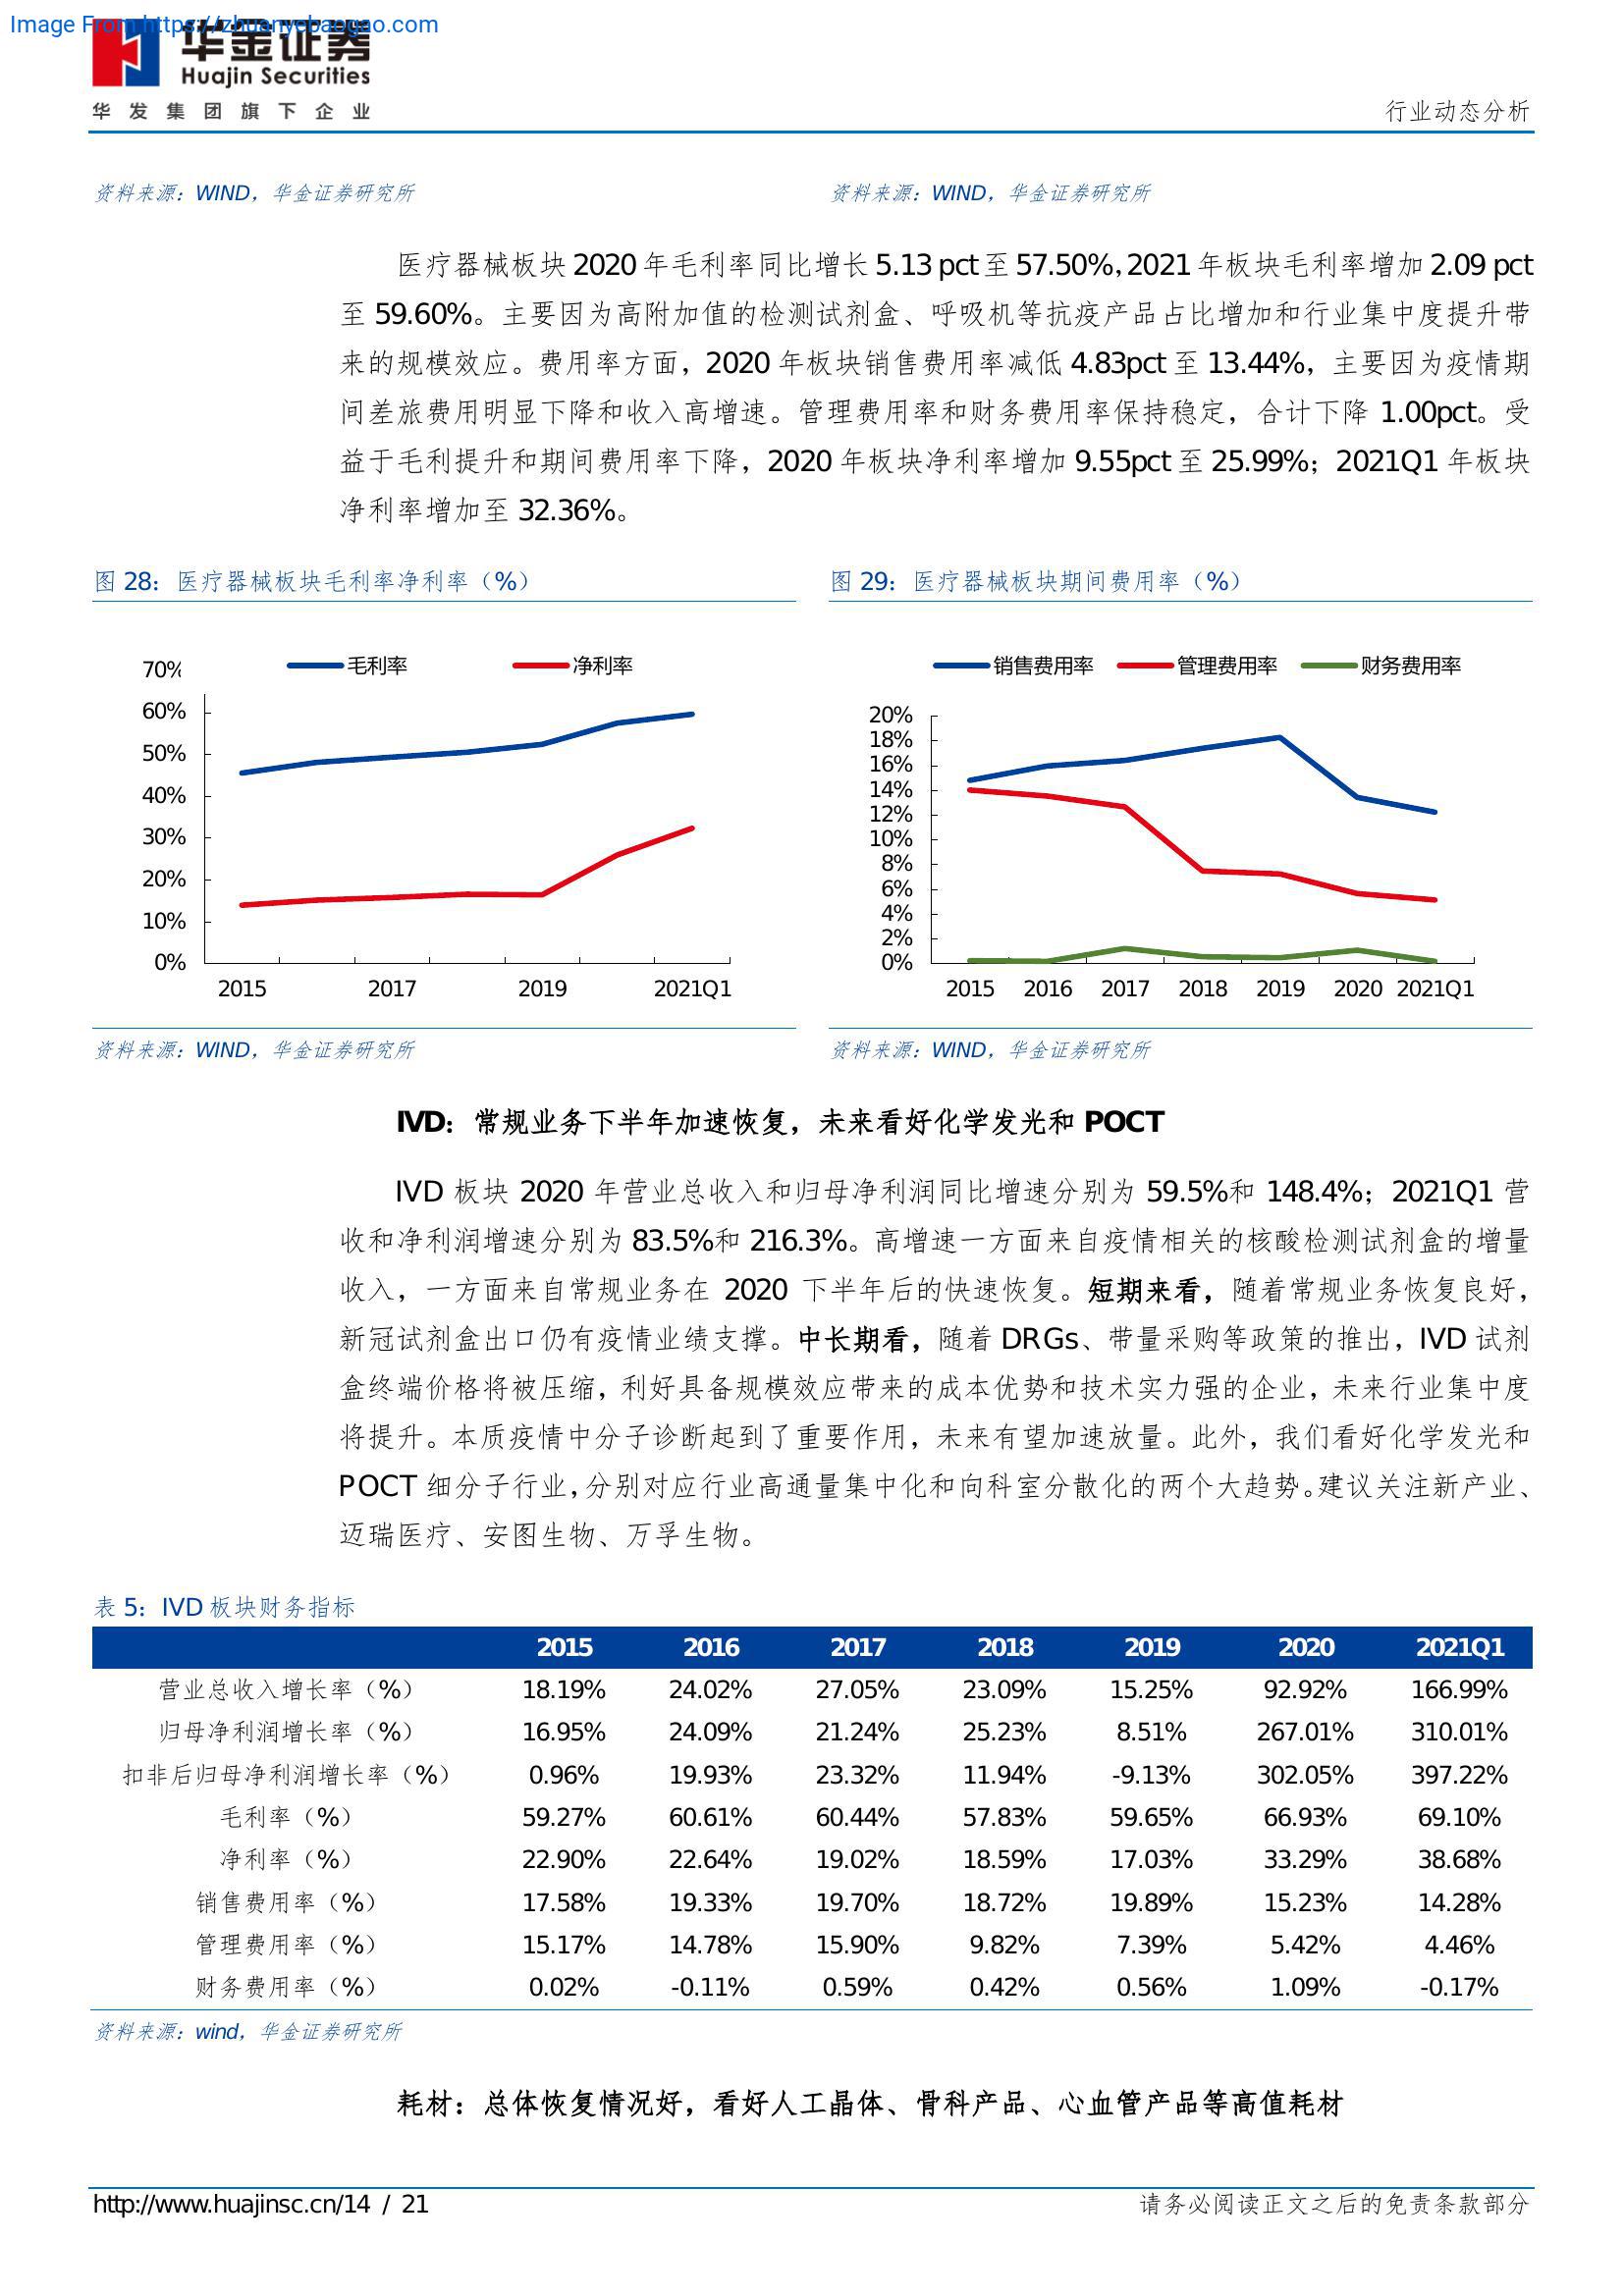 Image From https://zhuanyebaogao.com
华金证券
Huajin Securities
华发集团旗下企业
行业动态分析
资料来源：WIND，华金证券研究所
资料来源：WIND，华金证券研究所
医疗器械板块 2020 年毛利率同比增长 5.13 pct 至 57.50%，2021 年板块毛利率增加 2.09 pct
至 59.60%。主要因为高附加值的检测试剂盒、呼吸机等抗疫产品占比增加和行业集中度提升带
来的规模效应。费用率方面，2020 年板块销售费用率减低 4.83pct 至 13.44%，主要因为疫情期
间差旅费用明显下降和收入高增速。管理费用率和财务费用率保持稳定，合计下降 1.00pct。受
益于毛利提升和期间费用率下降，2020 年板块净利率增加 9.55pct 至 25.99%；2021Q1 年板块
净利率增加至 32.36%。
图 28：医疗器械板块毛利率净利率（%）
毛利率 净利率
70%
60%
50%
40%
30%
20%
10%
0%
2015 2017 2019 2021Q1
资料来源：WIND，华金证券研究所
图 29：医疗器械板块期间费用率（%）
销售费用率 管理费用率 财务费用率
20%
18%
16%
14%
12%
10%
8%
6%
4%
2%
0%
2015 2016 2017 2018 2019 2020 2021Q1
资料来源：WIND，华金证券研究所
IVD：常规业务下半年加速恢复，未来看好化学发光和 POCT
IVD 板块 2020 年营业总收入和归母净利润同比增速分别为 59.5%和 148.4%；2021Q1 营
收和净利润增速分别为 83.5%和 216.3%。高增速一方面来自疫情相关的核酸检测试剂盒的增量
收入，一方面来自常规业务在 2020 下半年后的快速恢复。短期来看，随着常规业务恢复良好，
新冠试剂盒出口仍有疫情业绩支撑。中长期看，随着 DRGs、带量采购等政策的推出，IVD 试剂
盒终端价格将被压缩，利好具备规模效应带来的成本优势和技术实力强的企业，未来行业集中度
将提升。本质疫情中分子诊断起到了重要作用，未来有望加速放量。此外，我们看好化学发光和
POCT 细分子行业，分别对应行业高通量集中化和向科室分散化的两个大趋势。建议关注新产业、
迈瑞医疗、安图生物、万孚生物。
表 5：IVD 板块财务指标
2015 2016 2017 2018 2019 2020 2021Q1
营业总收入增长率（%） 18.19% 24.02% 27.05% 23.09% 15.25% 92.92% 166.99%
归母净利润增长率（%） 16.95% 24.09% 21.24% 25.23% 8.51% 267.01% 310.01%
扣非后归母净利润增长率（%） 0.96% 19.93% 23.32% 11.94% -9.13% 302.05% 397.22%
毛利率（%） 59.27% 60.61% 60.44% 57.83% 59.65% 66.93% 69.10%
净利率（%） 22.90% 22.64% 19.02% 18.59% 17.03% 33.29% 38.68%
销售费用率（%） 17.58% 19.33% 19.70% 18.72% 19.89% 15.23% 14.28%
管理费用率（%） 15.17% 14.78% 15.90% 9.82% 7.39% 5.42% 4.46%
财务费用率（%） 0.02% -0.11% 0.59% 0.42% 0.56% 1.09% -0.17%
资料来源：wind，华金证券研究所
耗材：总体恢复情况好，看好人工晶体、骨科产品、心血管产品等高值耗材
http://www.huajinsc.cn/14 / 21
请务必阅读正文之后的免责条款部分